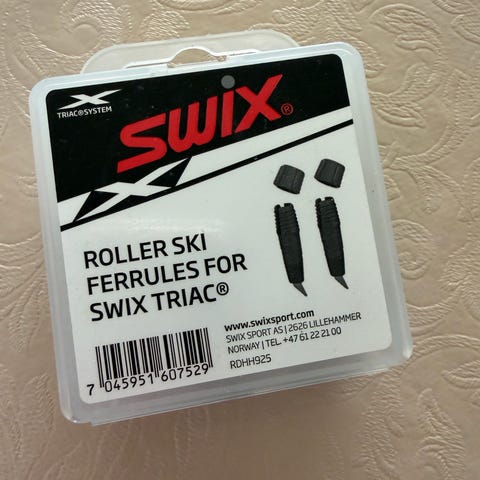 TRIAC®SYSTEM
SWIX®
ROLLER SKI
FERRULES FOR
SWIX TRIAC®
www.swixsport.com
SWIX SPORT AS | 2626 LILLEHAMMER
NORWAY | TEL. +47 61 22 21 00
RDHH925
7 045951 607529